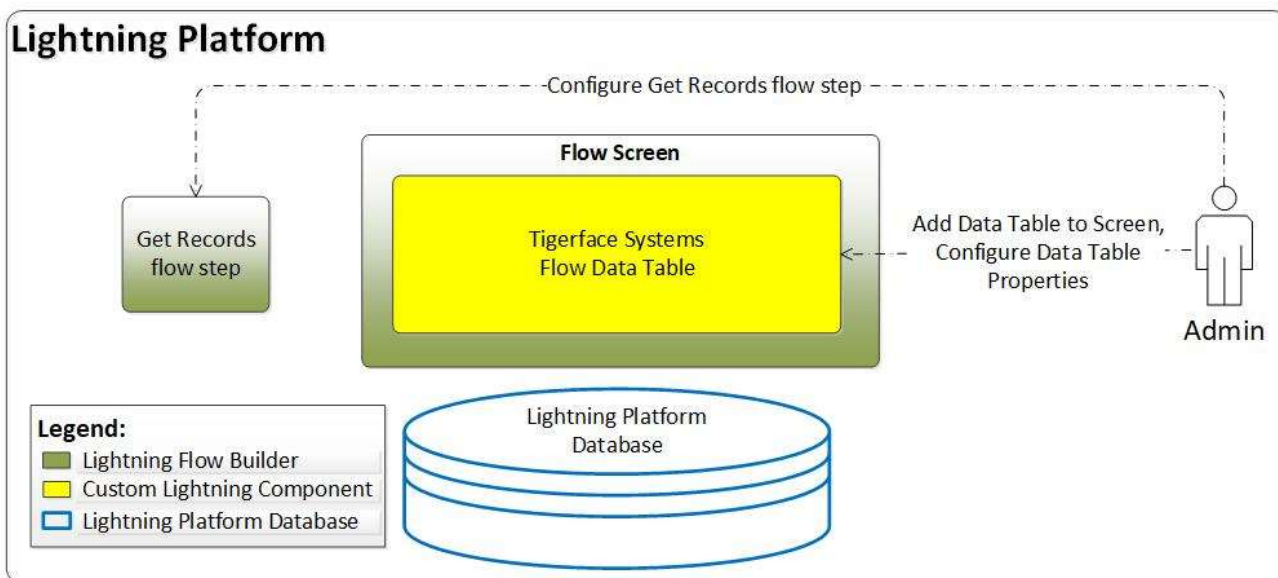 Lightning Platform
Configure Get Records flow step
Flow Screen
Get Records
flow step
Tigerface Systems
Flow Data Table
Add Data Table to Screen,
Configure Data Table
Properties
Admin
Lightning Platform
Database
Legend:
Lightning Flow Builder
Custom Lightning Component
Lightning Platform Database